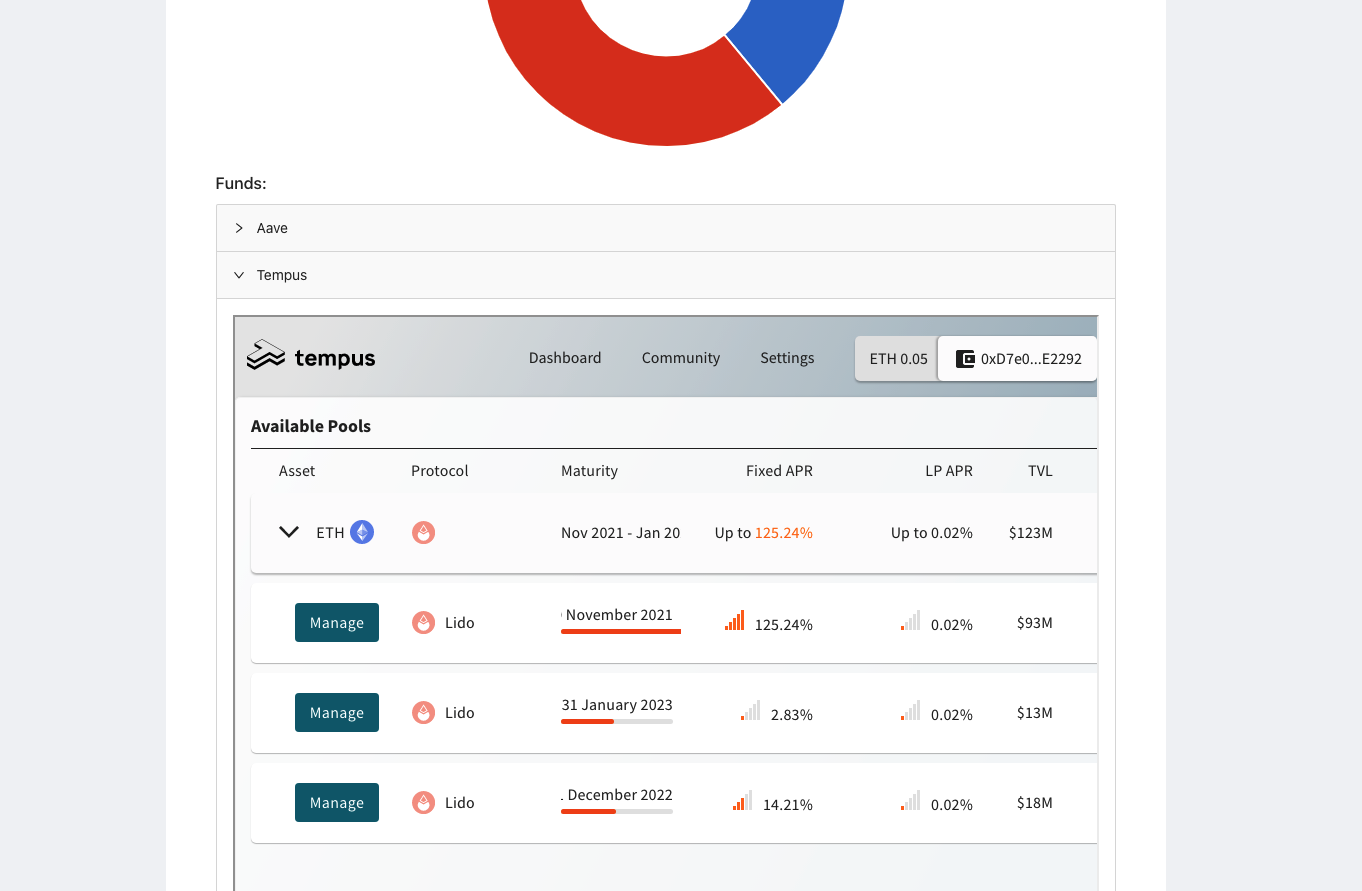 Funds:
Aave
Tempus
tempus Dashboard Community Settings ETH 0.05 0xD7e0...E2292
Available Pools
Asset Protocol Maturity Fixed APR LP APR TVL
ETH Nov 2021 - Jan 20 Up to 125.24% Up to 0.02% $123M
Manage Lido November 2021 125.24% 0.02% $93M
Manage Lido 31 January 2023 2.83% 0.02% $13M
Manage Lido December 2022 14.21% 0.02% $18M